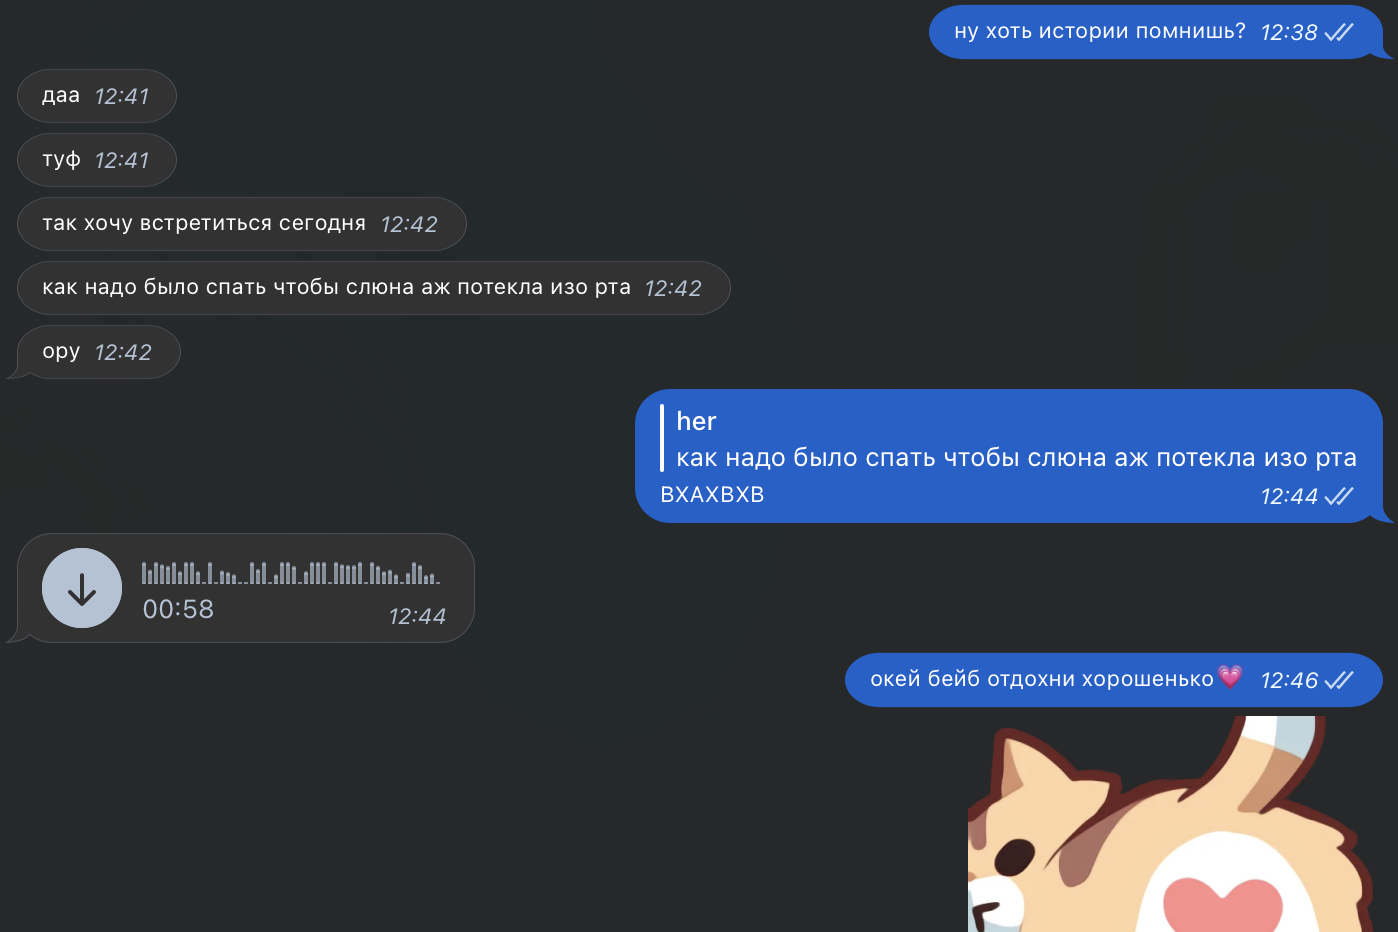 ну хоть истории помнишь? 12:38
даа 12:41
туф 12:41
так хочу встретиться сегодня 12:42
как надо было спать чтобы слюна аж потекла изо рта 12:42
ору 12:42
her
как надо было спать чтобы слюна аж потекла изо рта
ВХАХВХВ 12:44
00:58 12:44
окей бейб отдохни хорошенько💗 12:46